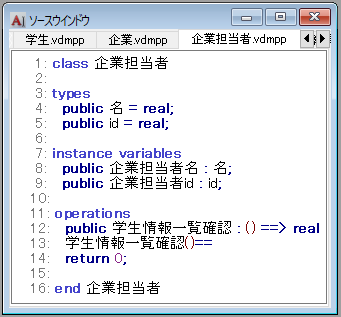 ソースウインドウ
学生.vdmpp 企業.vdmpp 企業担当者.vdmpp
1: class 企業担当者
2:
3: types
4: public 名 = real;
5: public id = real;
6:
7: instance variables
8: public 企業担当者名 : 名;
9: public 企業担当者id : id;
10:
11: operations
12: public 学生情報一覧確認 : () ==> real
13: 学生情報一覧確認()==
14: return 0;
15:
16: end 企業担当者